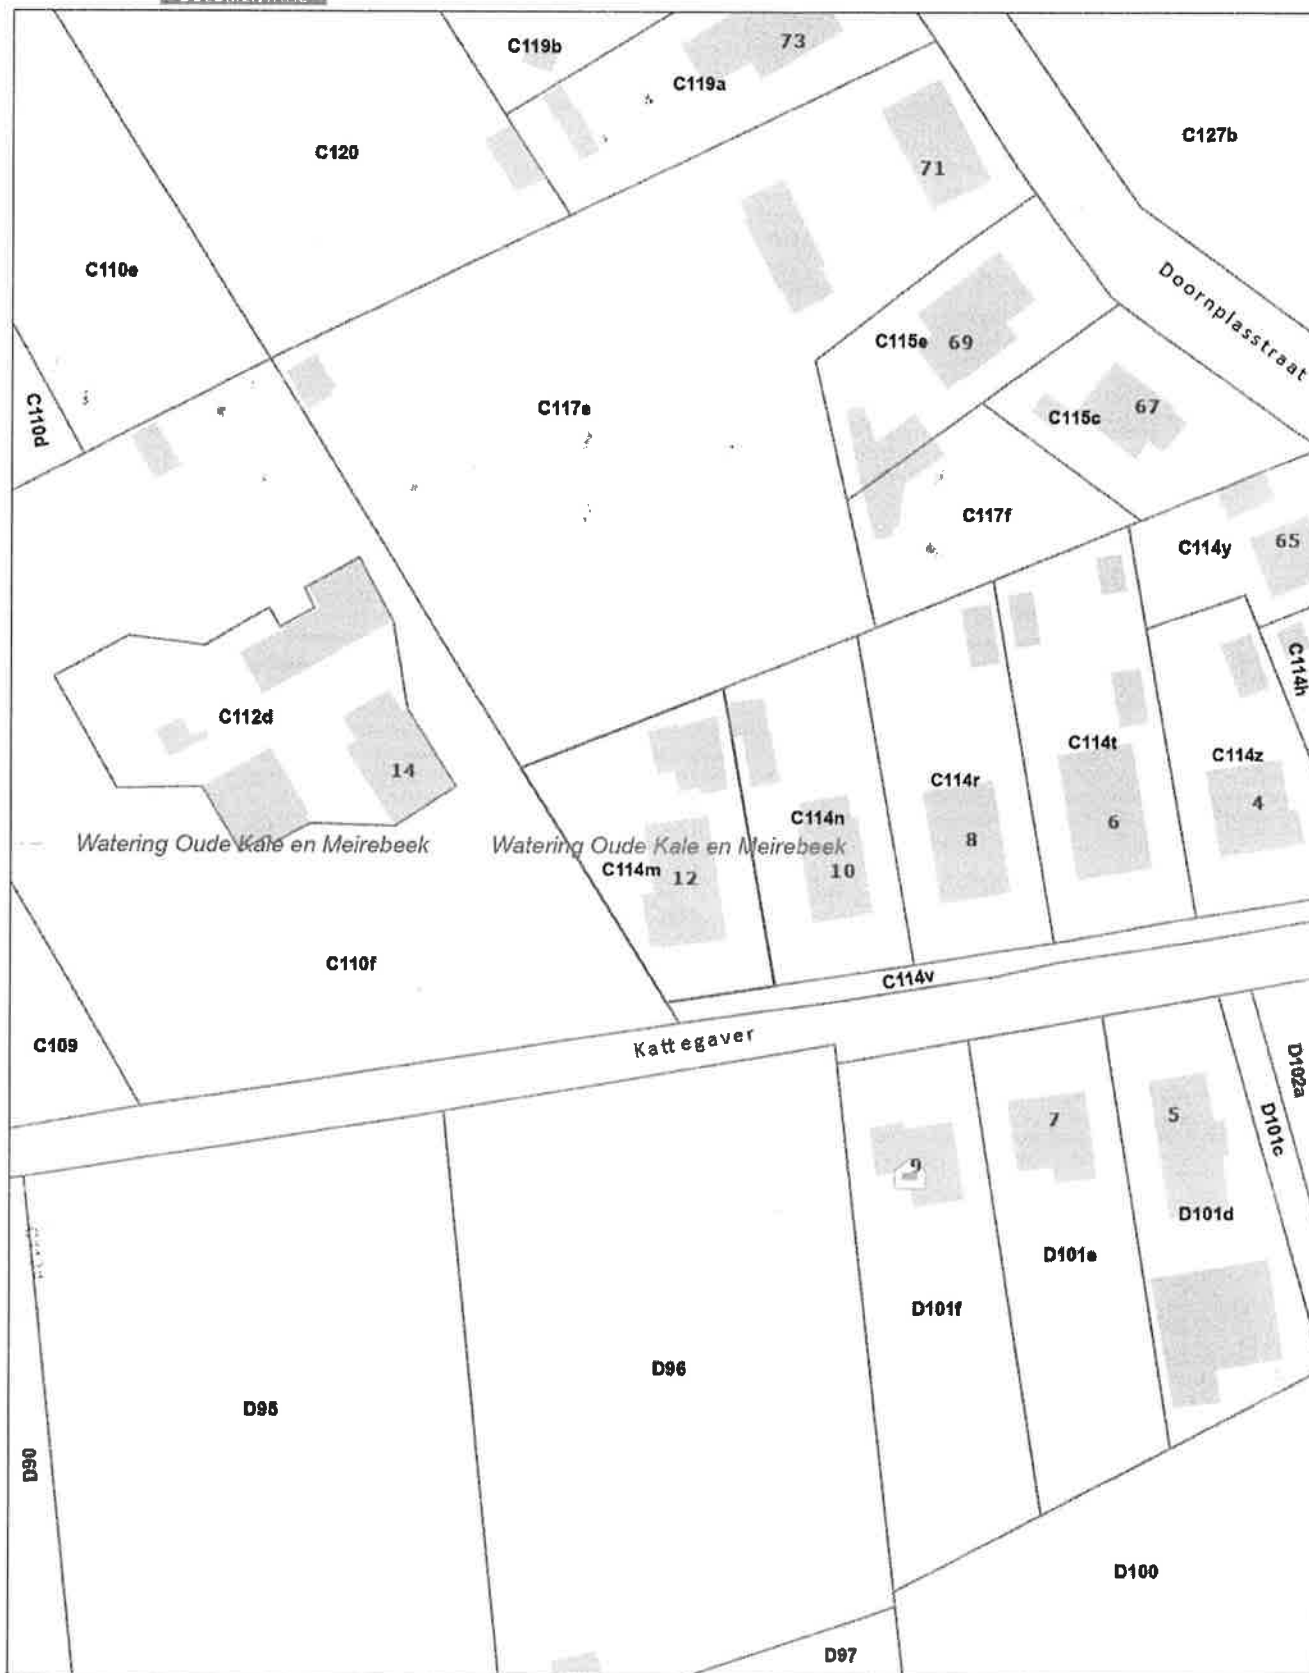 C119b
73
C119a
C120
C127b
71
C110e
Doornplasstraat
C115e
69
C110d
C117e
C115c
67
C117f
C114y
65
C114h
C112d
14
C114t
C114r
C114z
4
6
8
C114n
10
Watering Oude Kale en Meirebeek
Watering Oude Kale en Meirebeek
C114m
12
C110f
C114v
C109
Kattegaver
D102a
D101c
7
5
9
D101d
D101e
D101f
D96
D95
D90
D100
D97